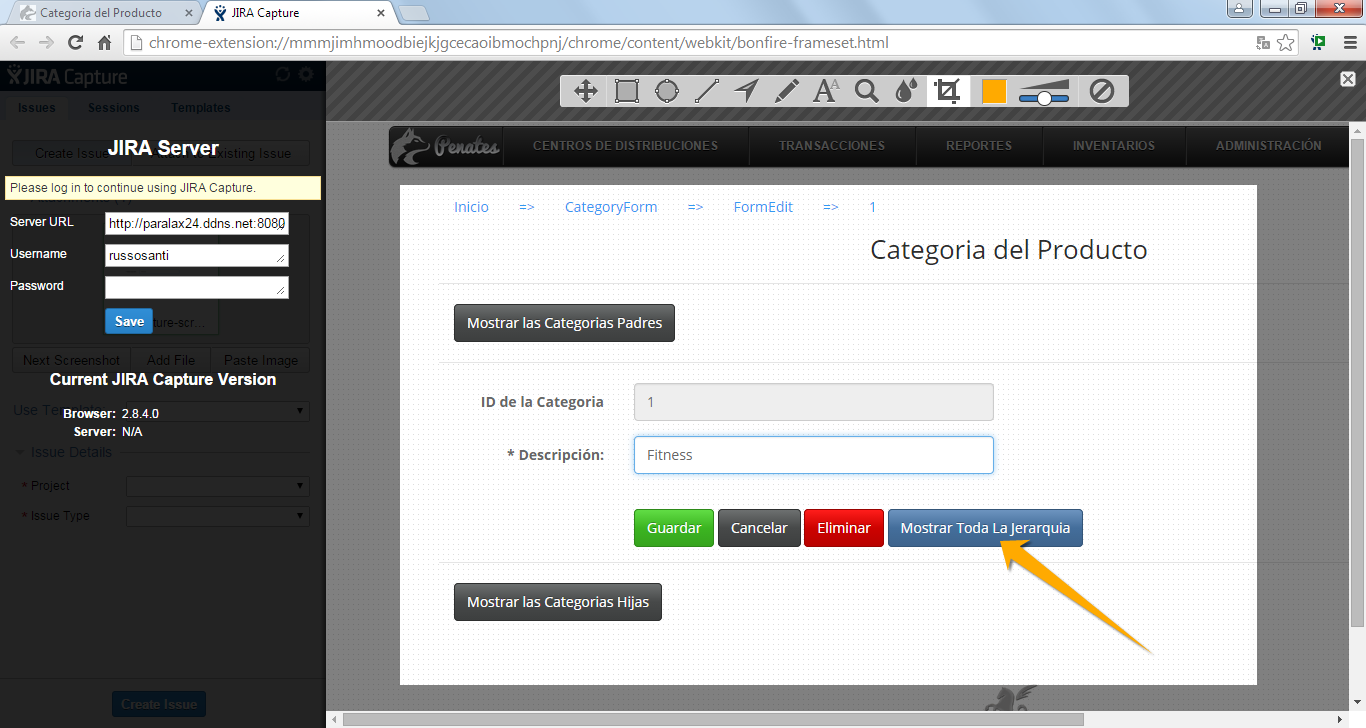 Categoria del Producto
JIRA Capture
chrome-extension://mmmjimhmoodbiejkjgcecaoibmochpnj/chrome/content/webkit/bonfire-frameset.html
JIRA Capture
Issues Sessions Templates
JIRA Server
Create Issue Existing Issue
Please log in to continue using JIRA Capture.
Server URL http://paralax24.ddns.net:8080
Username russosanti
Password
Save
Next Screenshot Add File Paste Image
Current JIRA Capture Version
Browser: 2.8.4.0
Server: N/A
Issue Details
* Project
* Issue Type
Create Issue
Penates CENTROS DE DISTRIBUCIONES TRANSACCIONES REPORTES INVENTARIOS ADMINISTRACIÓN
Inicio => CategoryForm => FormEdit => 1
Categoria del Producto
Mostrar las Categorias Padres
ID de la Categoria 1
* Descripción: Fitness
Guardar Cancelar Eliminar Mostrar Toda La Jerarquia
Mostrar las Categorias Hijas